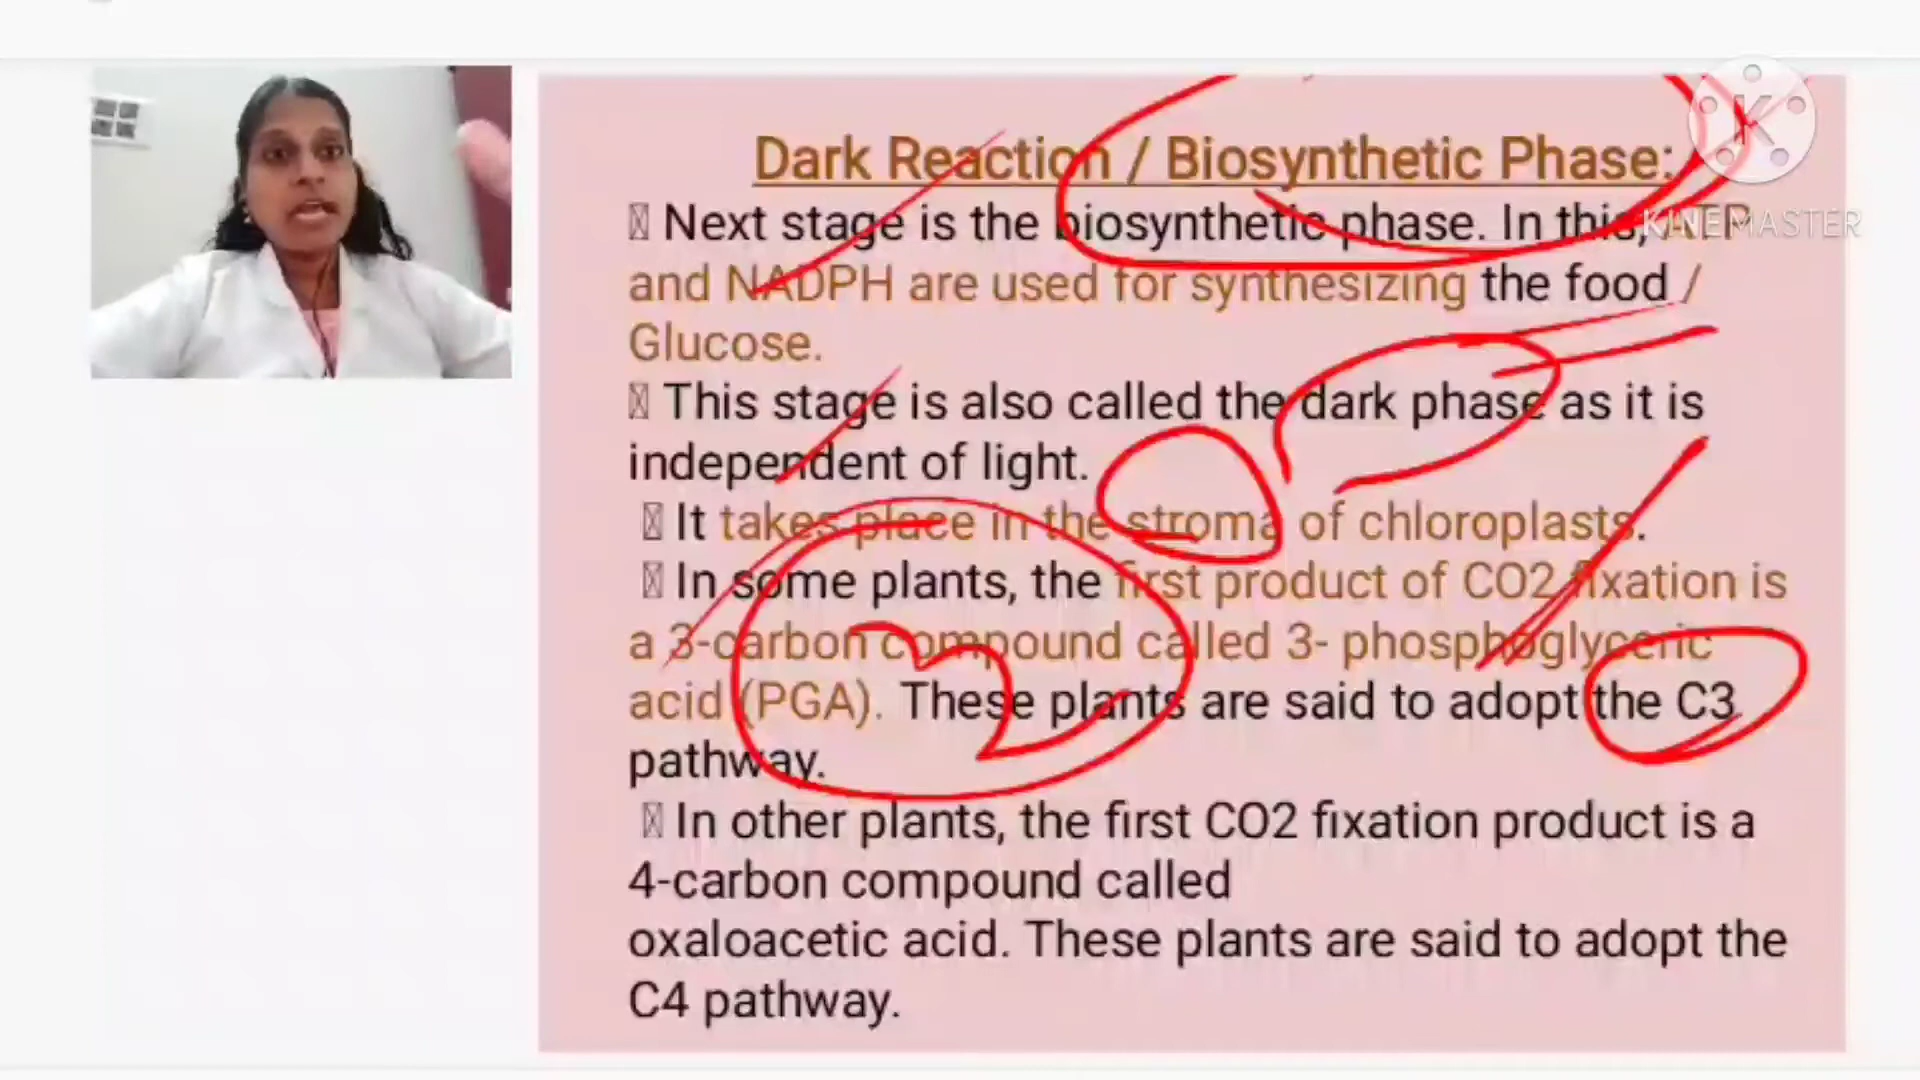 Dark Reaction / Biosynthetic Phase:
Next stage is the biosynthetic phase. In this, ATP
and NADPH are used for synthesizing the food /
Glucose.
This stage is also called the dark phase as it is
independent of light.
It takes place in the stroma of chloroplasts.
In some plants, the first product of CO2 fixation is
a 3-carbon compound called 3- phosphoglyceric
acid (PGA). These plants are said to adopt the C3
pathway.
In other plants, the first CO2 fixation product is a
4-carbon compound called
oxaloacetic acid. These plants are said to adopt the
C4 pathway.
K
KINEMASTER